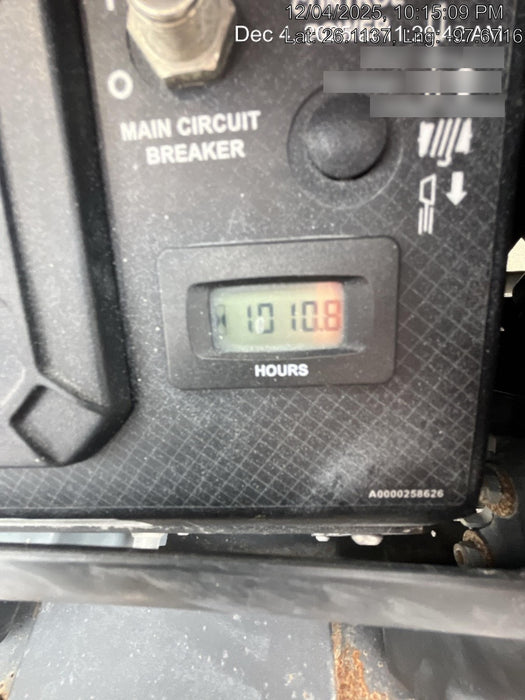 12/04/2025, 10:15:09 PM
MAIN CIRCUIT
BREAKER
1010.8
HOURS
A0000258626